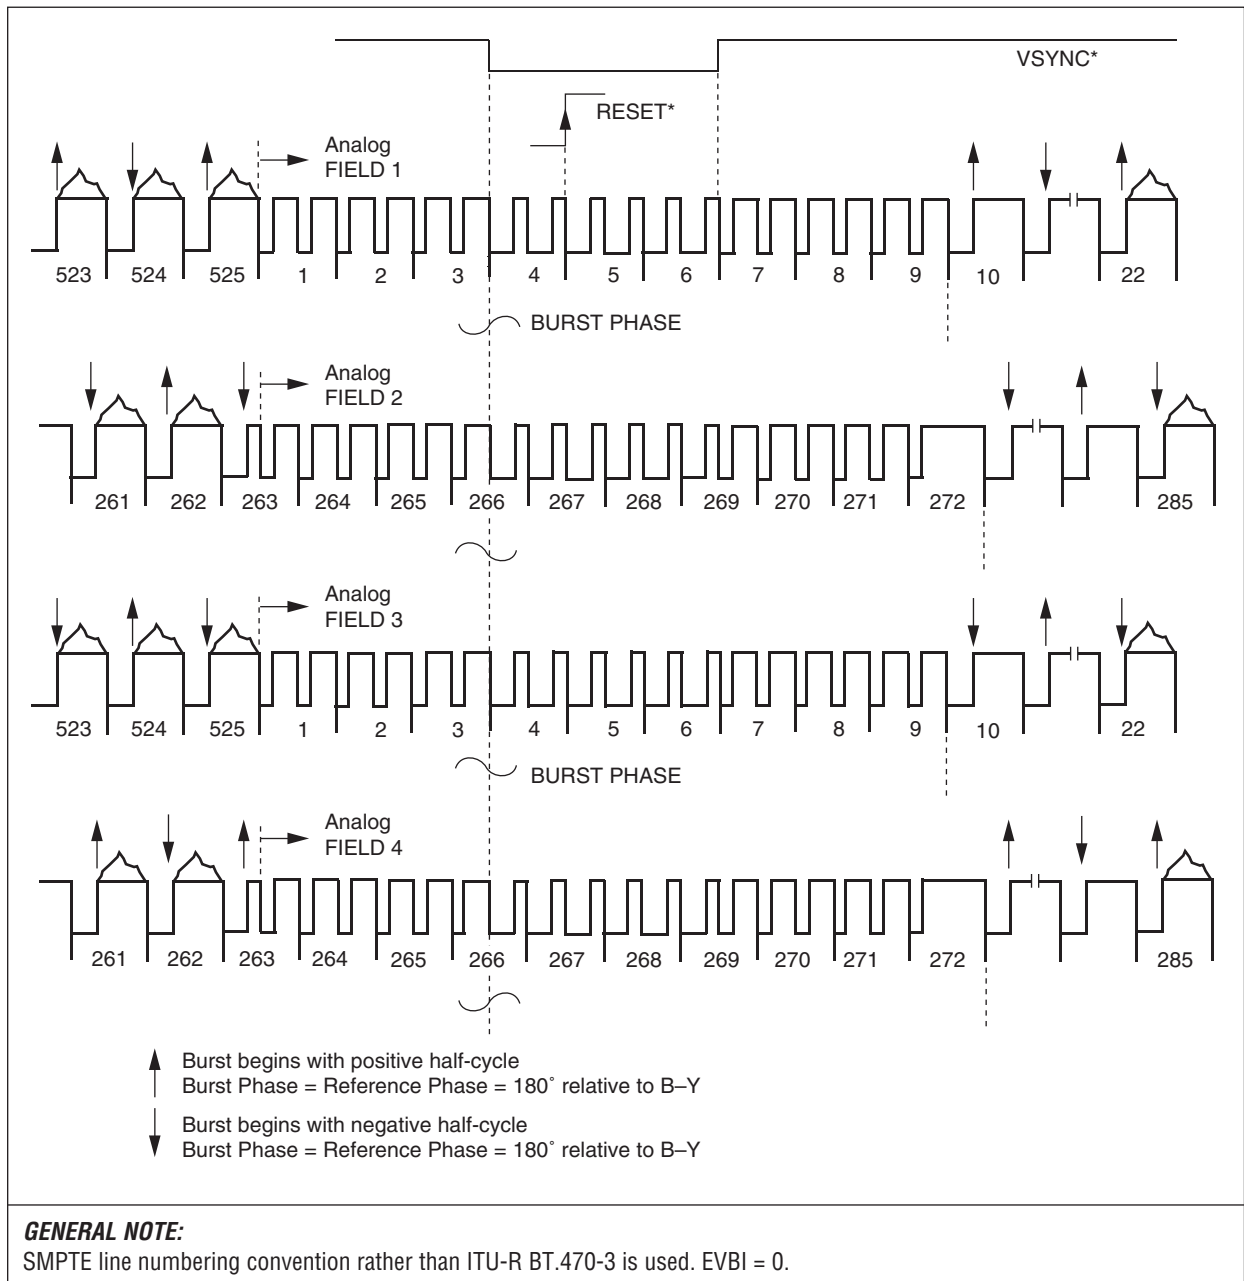 VSYNC*
RESET*
Analog
FIELD 1
523 524 525 1 2 3 4 5 6 7 8 9 10 22
BURST PHASE
Analog
FIELD 2
261 262 263 264 265 266 267 268 269 270 271 272 285
Analog
FIELD 3
523 524 525 1 2 3 4 5 6 7 8 9 10 22
BURST PHASE
Analog
FIELD 4
261 262 263 264 265 266 267 268 269 270 271 272 285
Burst begins with positive half-cycle
Burst Phase = Reference Phase = 180˚ relative to B–Y
Burst begins with negative half-cycle
Burst Phase = Reference Phase = 180˚ relative to B–Y
GENERAL NOTE:
SMPTE line numbering convention rather than ITU-R BT.470-3 is used. EVBI = 0.